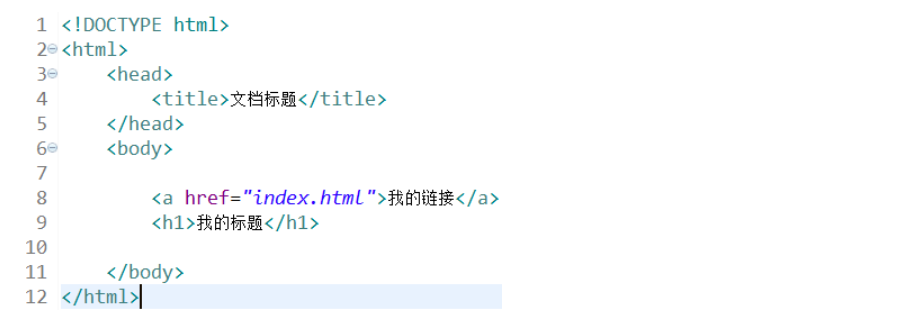 1 <!DOCTYPE html>
2 <html>
3     <head>
4         <title>文档标题</title>
5     </head>
6     <body>
7
8         <a href="index.html">我的链接</a>
9         <h1>我的标题</h1>
10
11     </body>
12 </html>